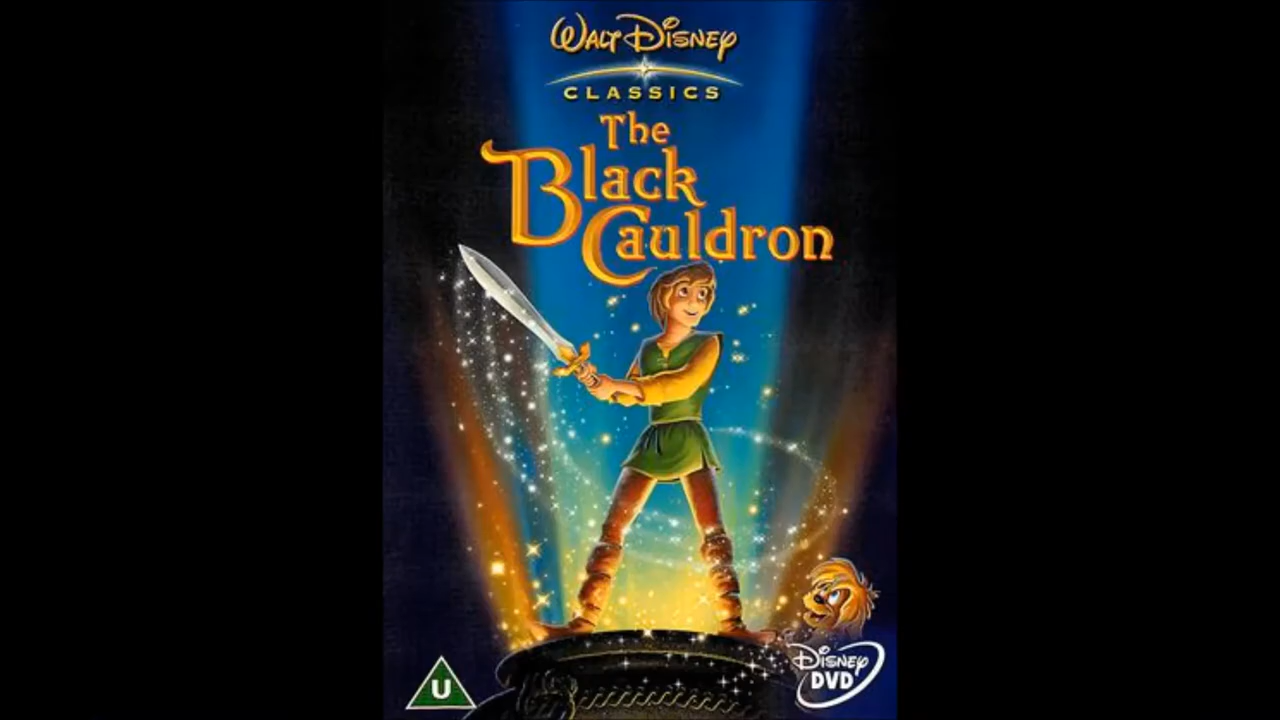 WALT DISNEY
CLASSICS
The
Black
Cauldron
U
DISNEY
DVD